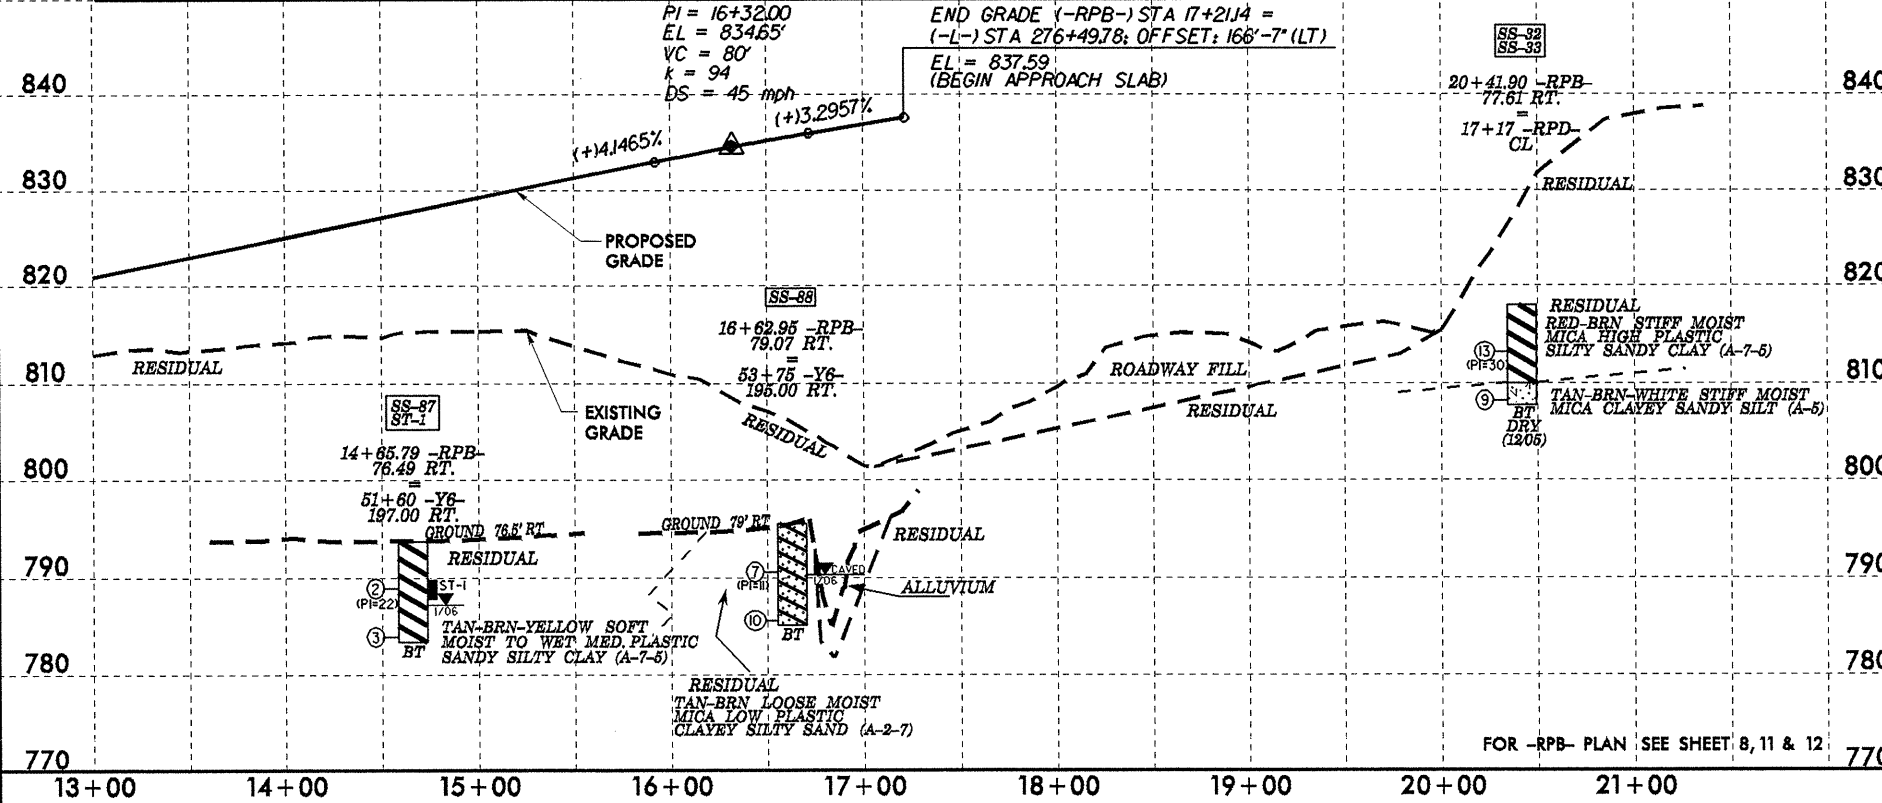 PI = 16+32.00
EL = 834.65'
VC = 80'
K = 94
DS = 45 mph
END GRADE (-RPB-) STA 17+21.14 =
(-L-) STA 276+49.78; OFFSET: 166'-7" (LT)
EL = 837.59
(BEGIN APPROACH SLAB)
SS-32
SS-33
20+41.90 -RPB-
77.61 RT.
=
17+17 -RPD-
CL
840
840
(+)4.1465%
(+)3.2957%
830
830
RESIDUAL
PROPOSED
GRADE
820
820
SS-88
16+62.95 -RPB-
79.07 RT.
=
53+75 -Y6-
195.00 RT.
RESIDUAL
RED-BRN STIFF MOIST
MICA HIGH PLASTIC
SILTY SANDY CLAY (A-7-5)
13
(PI=30)
RESIDUAL
ROADWAY FILL
810
810
RESIDUAL
TAN-BRN-WHITE STIFF MOIST
MICA CLAYEY SANDY SILT (A-5)
9
BT
DRY
(12/05)
SS-87
ST-1
EXISTING
GRADE
RESIDUAL
14+65.79 -RPB-
76.49 RT.
=
51+60 -Y6-
197.00 RT.
800
800
GROUND 76.5' RT
GROUND 79' RT
RESIDUAL
RESIDUAL
790
790
2
(PI=22)
ST-1
1/06
7
(PI=11)
CAVED
1/06
ALLUVIUM
3
BT
TAN-BRN-YELLOW SOFT
MOIST TO WET MED. PLASTIC
SANDY SILTY CLAY (A-7-5)
10
BT
780
780
RESIDUAL
TAN-BRN LOOSE MOIST
MICA LOW PLASTIC
CLAYEY SILTY SAND (A-2-7)
FOR -RPB- PLAN SEE SHEET 8, 11 & 12
770
770
13+00 14+00 15+00 16+00 17+00 18+00 19+00 20+00 21+00